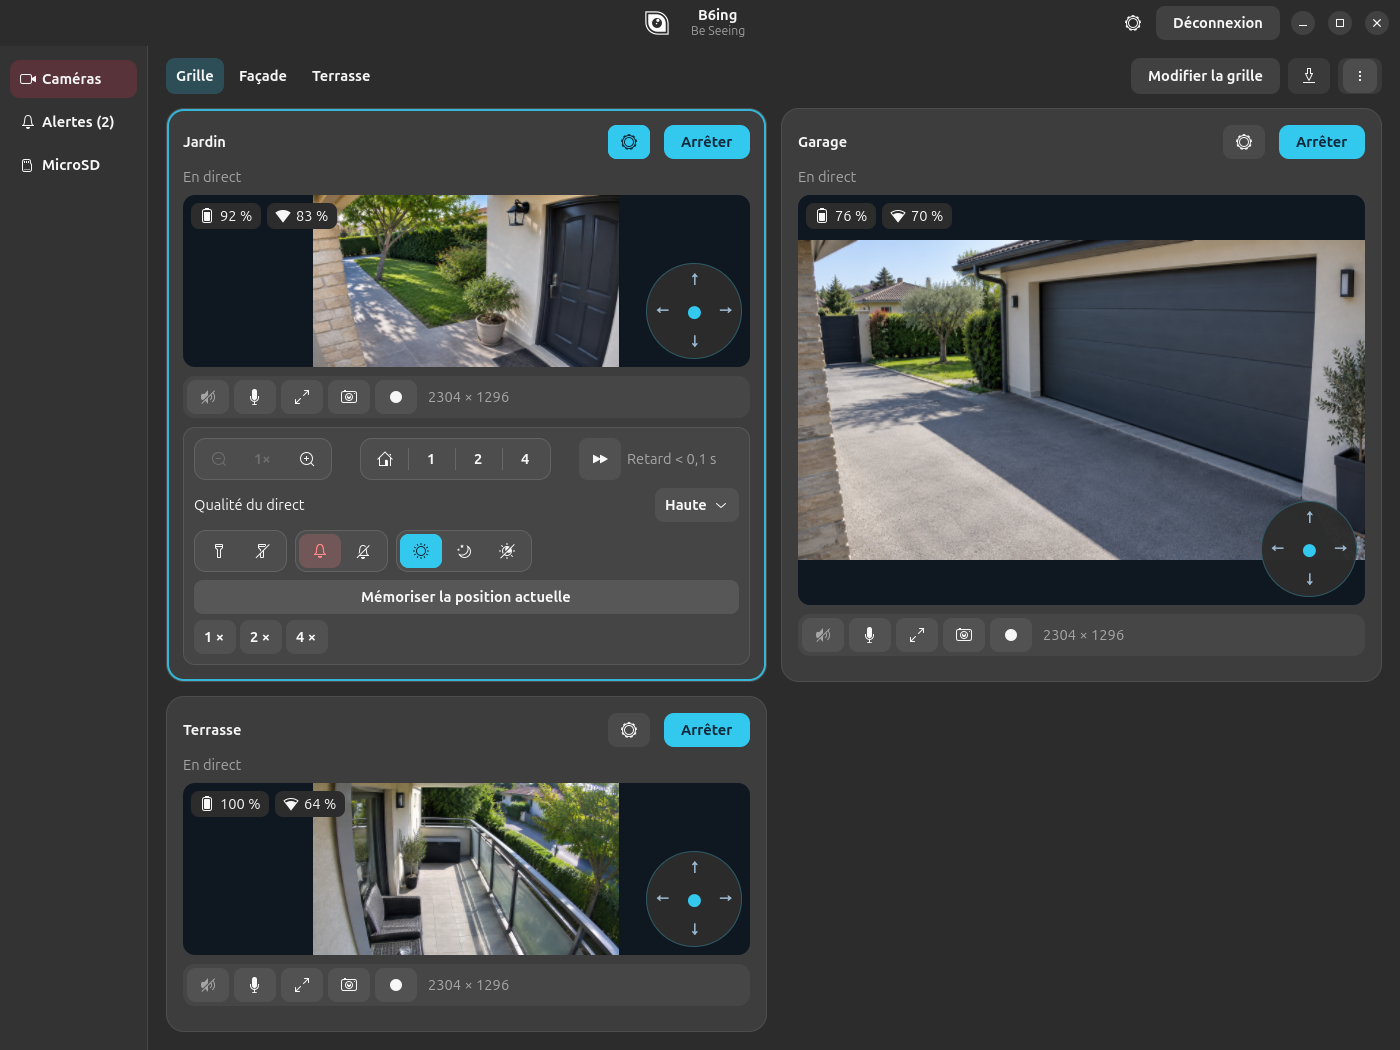 B6ing
Be Seeing
Déconnexion
Caméras
Alertes (2)
MicroSD
Grille
Façade
Terrasse
Modifier la grille
Jardin
Arrêter
En direct
92 %
83 %
2304 × 1296
1×
1
2
4
Retard < 0,1 s
Qualité du direct
Haute
Mémoriser la position actuelle
1 ×
2 ×
4 ×
Garage
Arrêter
En direct
76 %
70 %
2304 × 1296
Terrasse
Arrêter
En direct
100 %
64 %
2304 × 1296